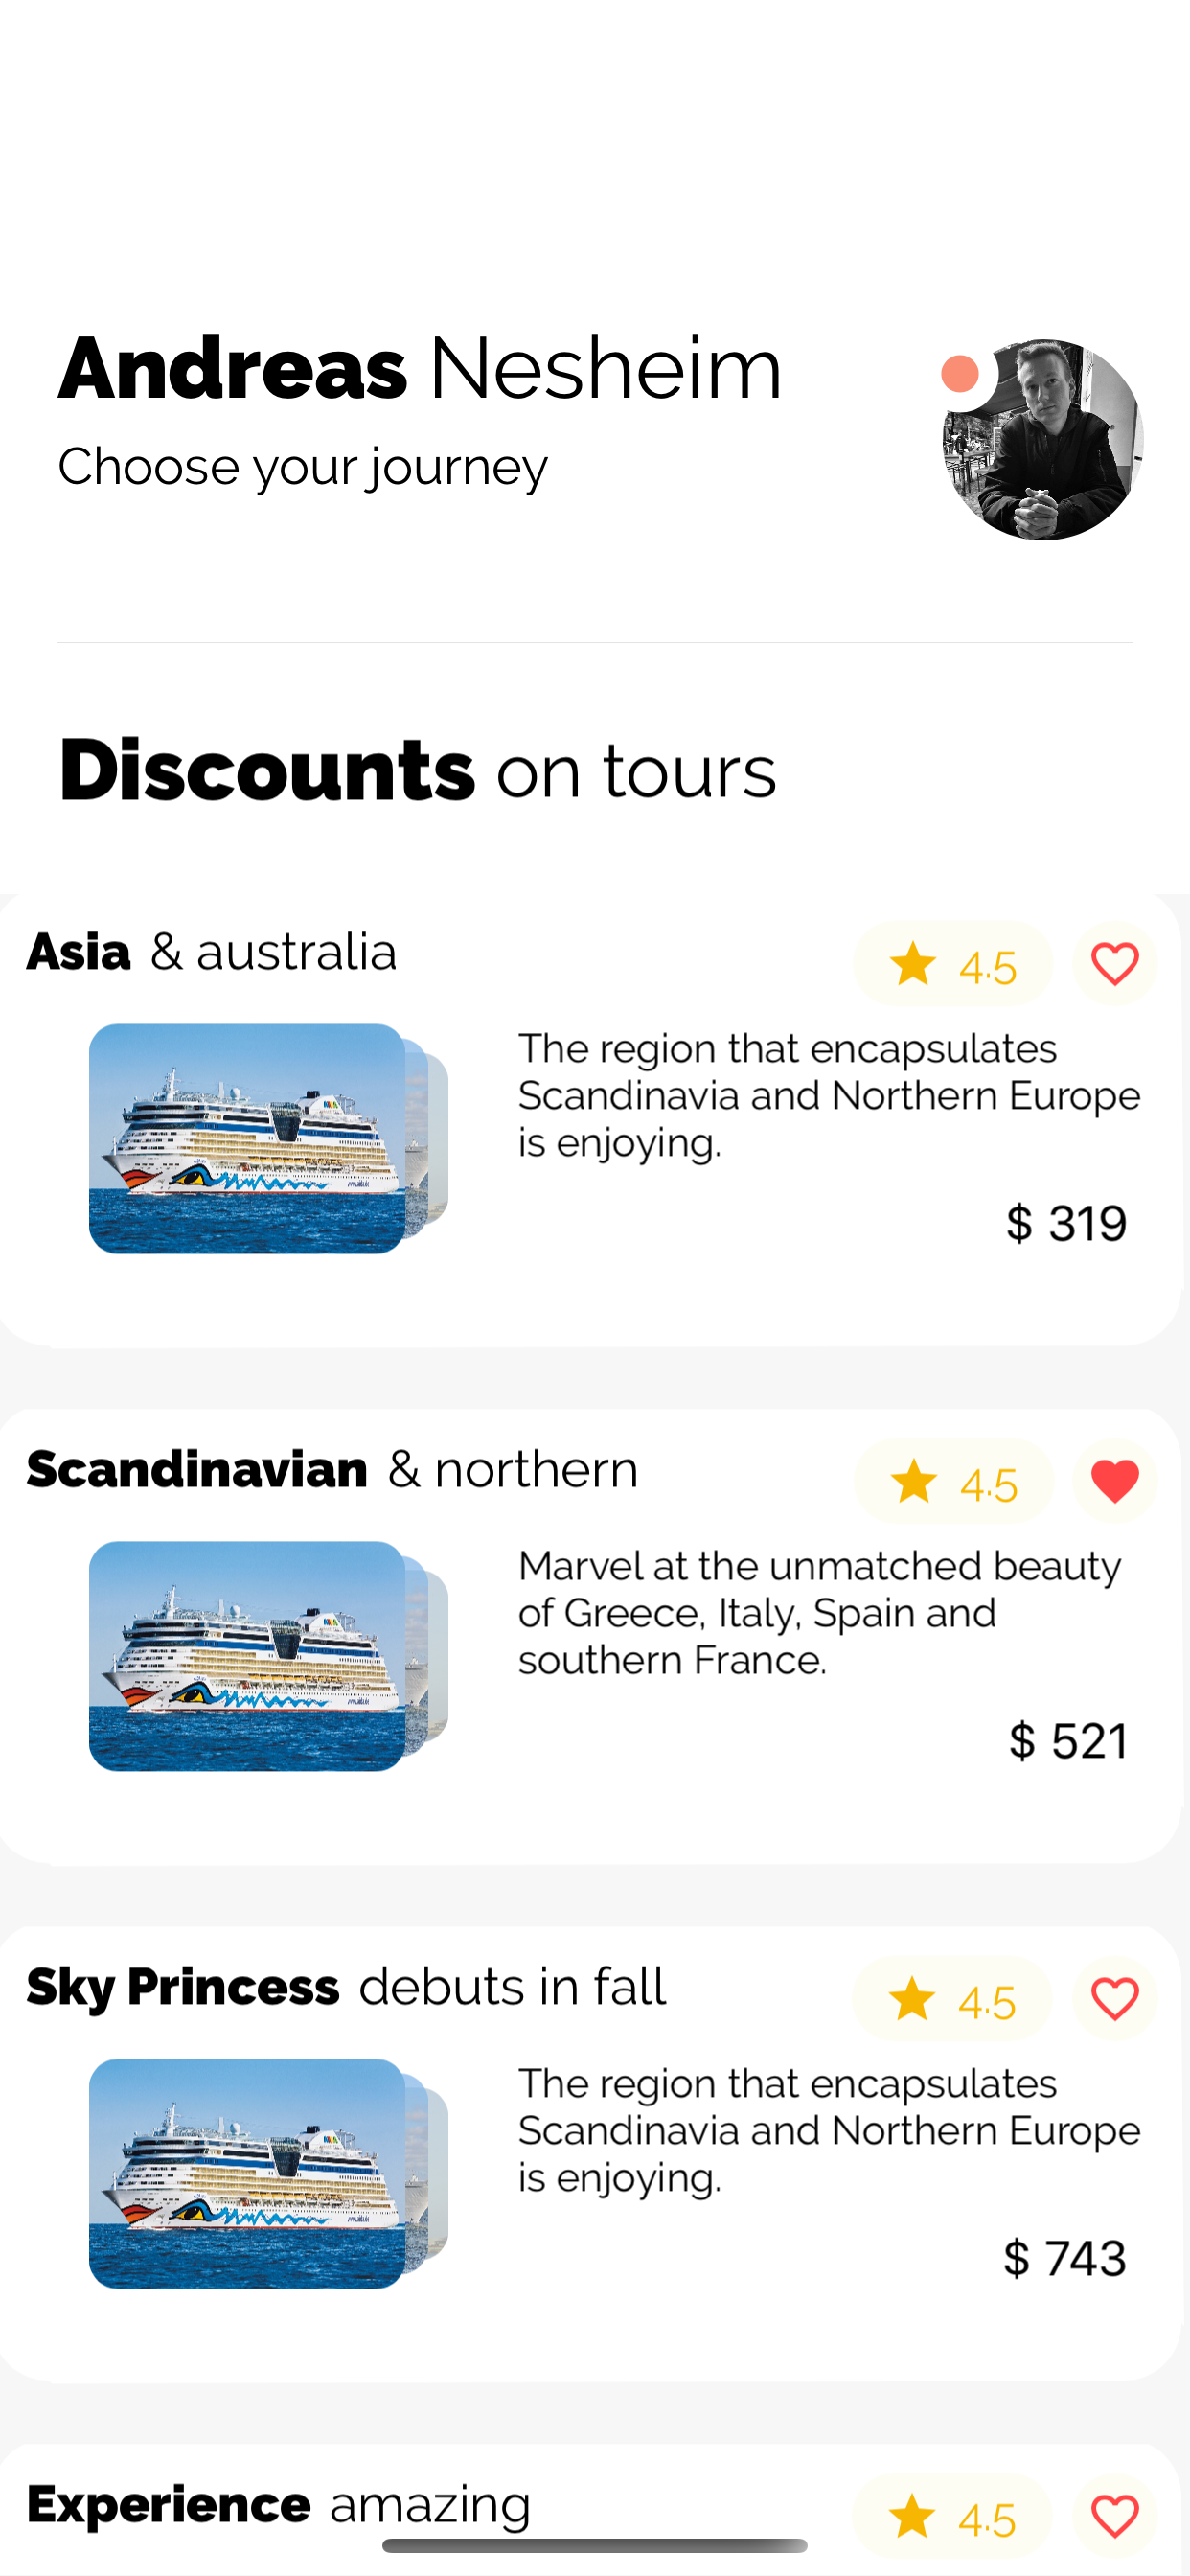 Andreas Nesheim
Choose your journey
Discounts on tours
Asia & australia
4.5
The region that encapsulates
Scandinavia and Northern Europe
is enjoying.
$ 319
Scandinavian & northern
4.5
Marvel at the unmatched beauty
of Greece, Italy, Spain and
southern France.
$ 521
Sky Princess debuts in fall
4.5
The region that encapsulates
Scandinavia and Northern Europe
is enjoying.
$ 743
Experience amazing
4.5